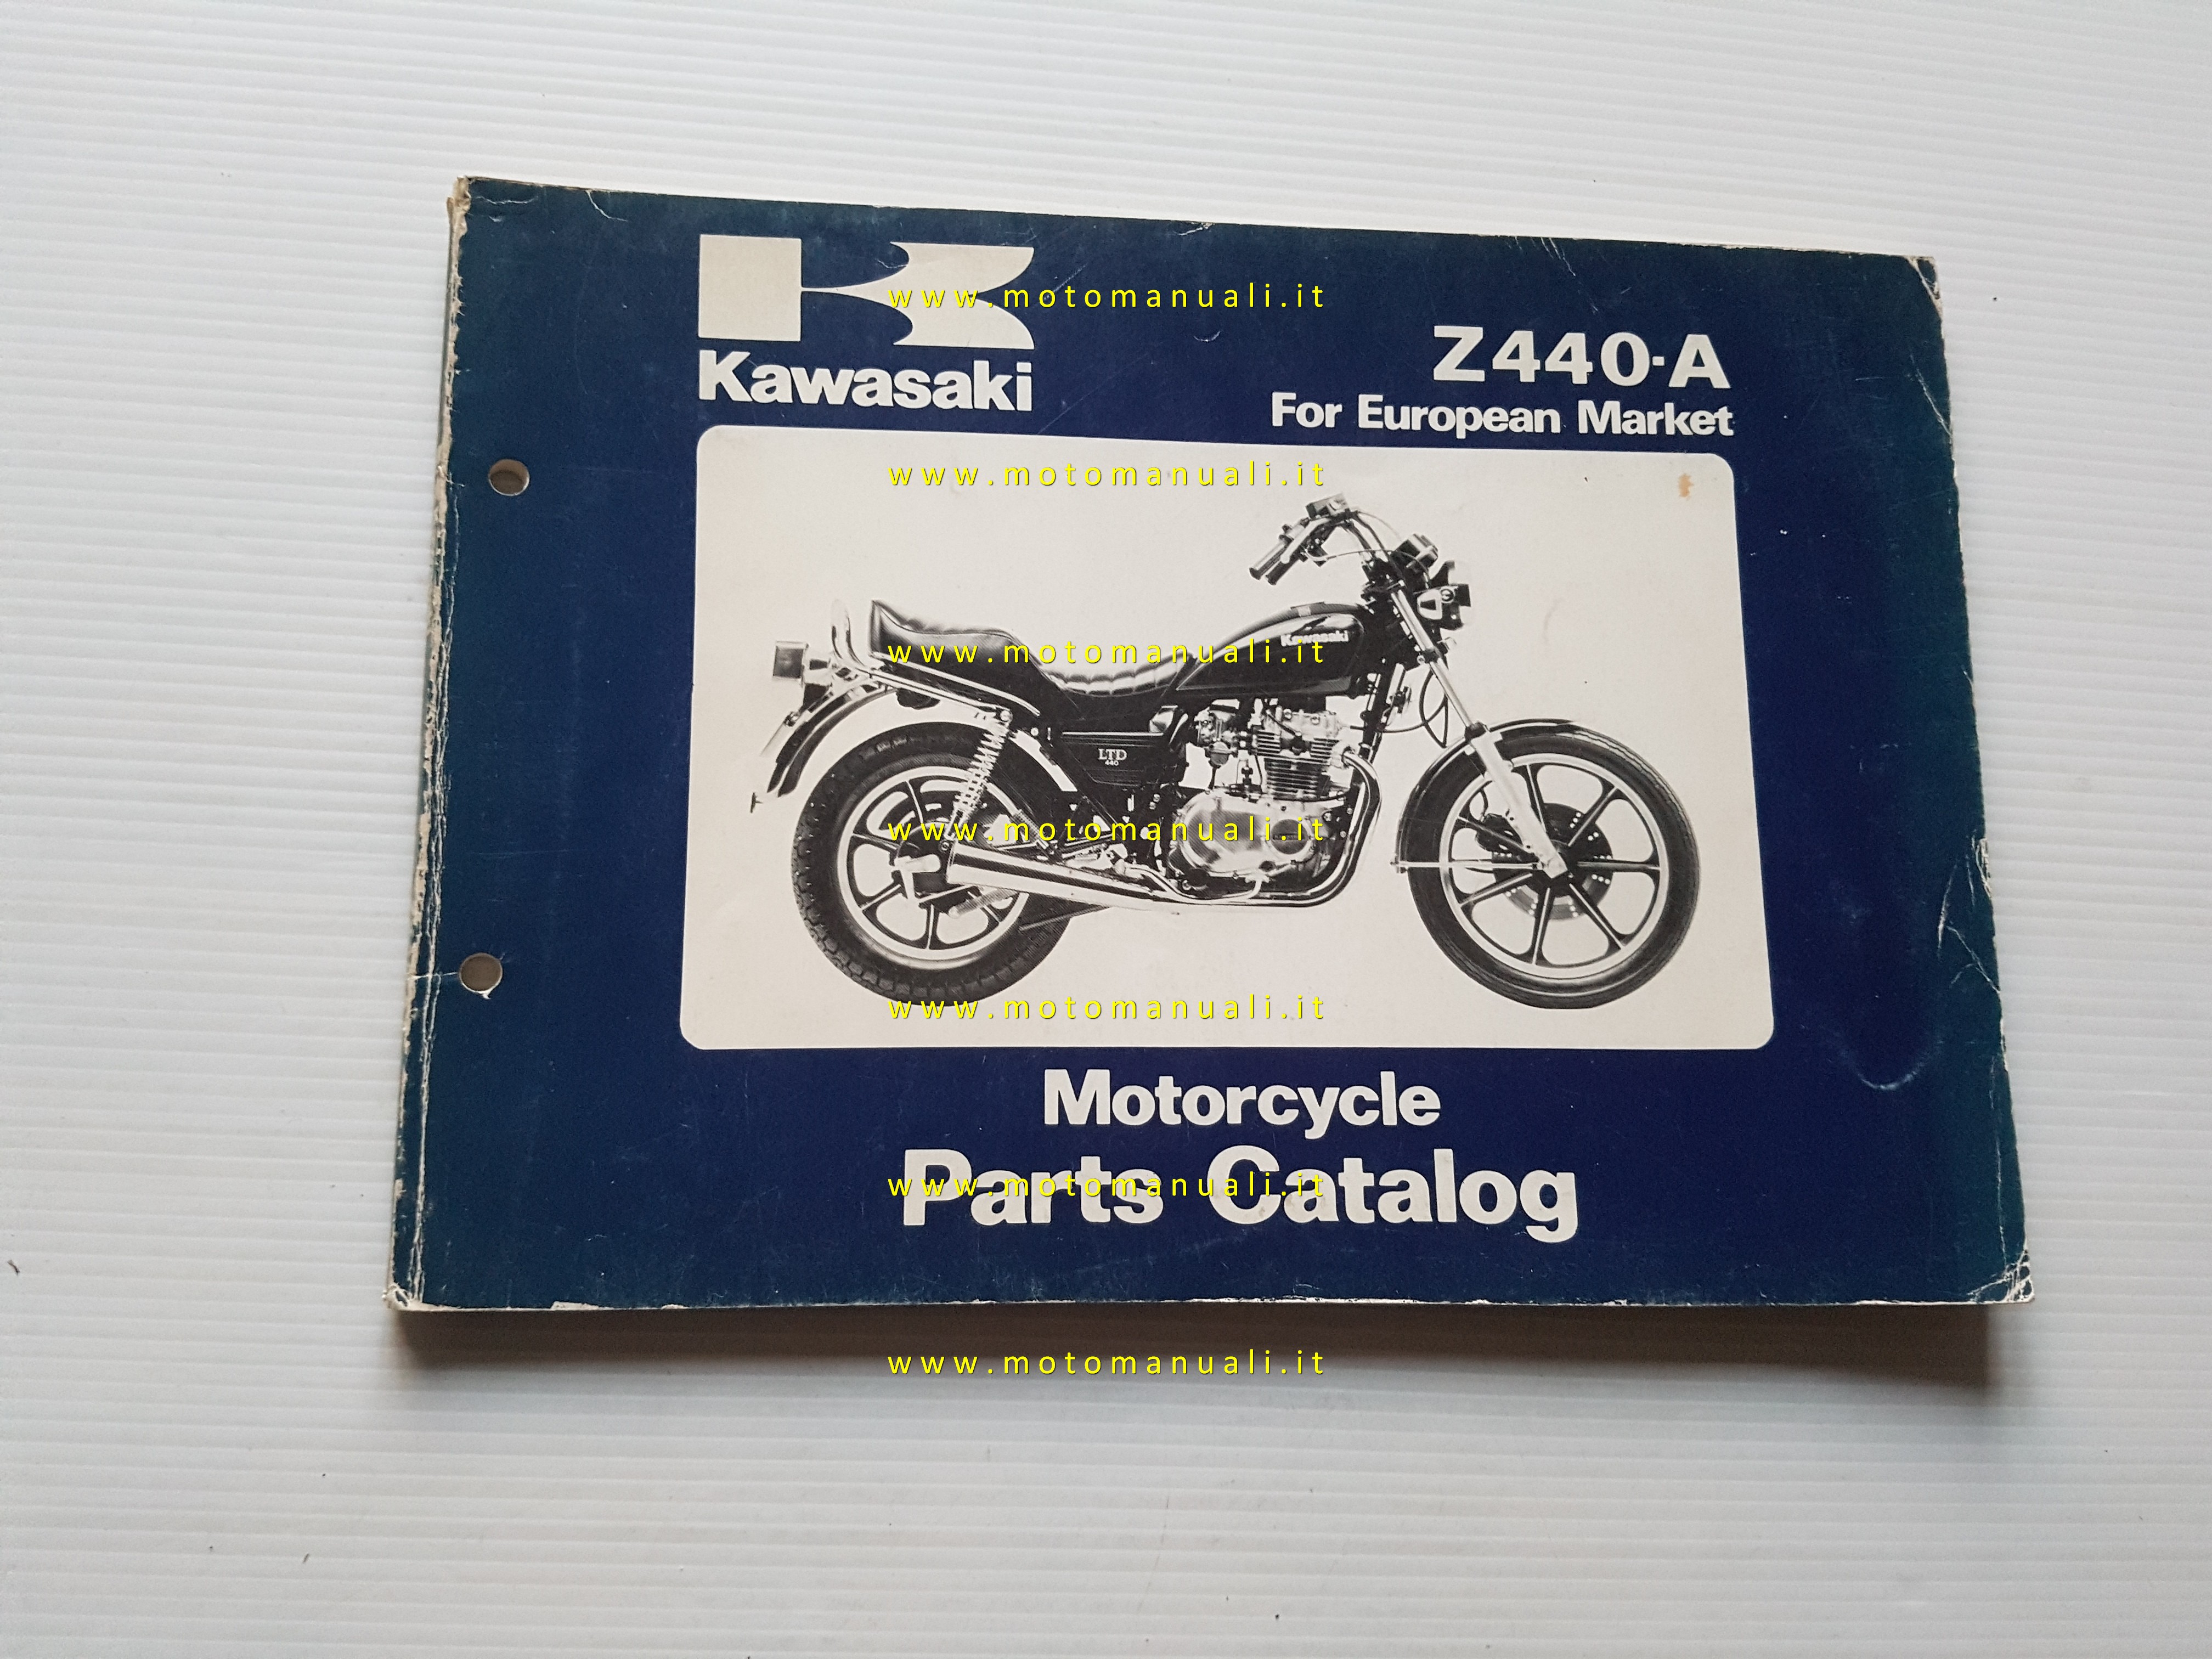 www.motomanuali.it
Kawasaki
Z440-A
For European Market
www.motomanuali.it
Kawasaki
www.motomanuali.it
LTD
440
www.motomanuali.it
www.motomanuali.it
Motorcycle
Parts Catalog
www.motomanuali.it
www.motomanuali.it